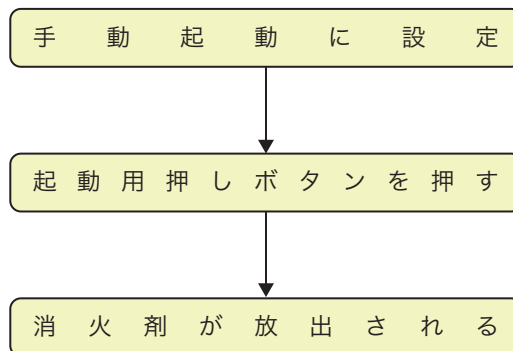 手動起動に設定
起動用押しボタンを押す
消火剤が放出される